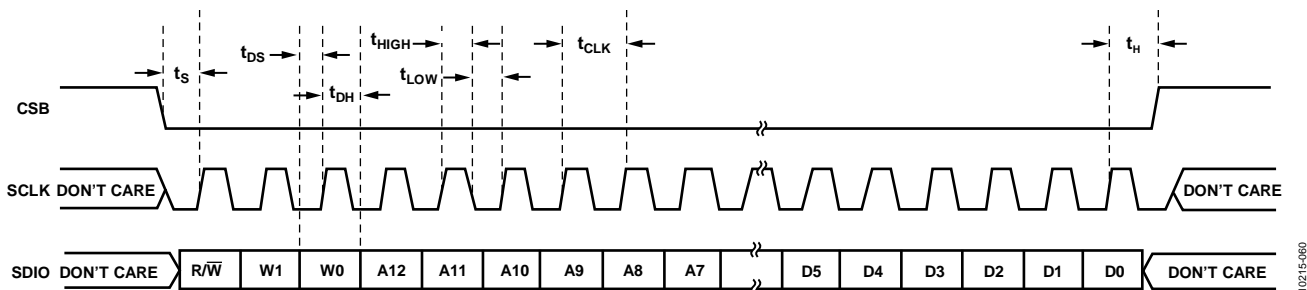 tDS
tHIGH
tCLK
tH
tS
tDH
tLOW
CSB
SCLK DON'T CARE
DON'T CARE
SDIO DON'T CARE
R/W̅ W1 W0 A12 A11 A10 A9 A8 A7 D5 D4 D3 D2 D1 D0
DON'T CARE
10215-060